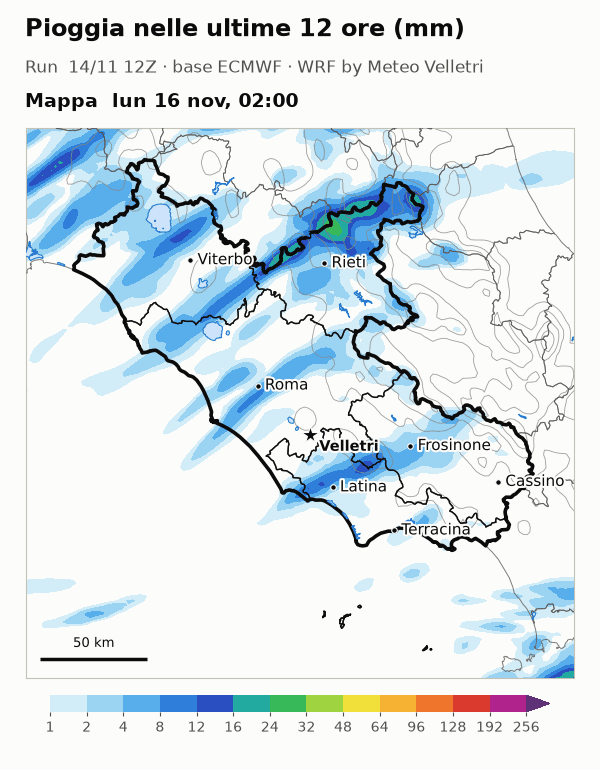 Pioggia nelle ultime 12 ore (mm)
Run  14/11 12Z · base ECMWF · WRF by Meteo Velletri
Mappa  lun 16 nov, 02:00
Viterbo
Rieti
Roma
Velletri
Frosinone
Cassino
Latina
Terracina
50 km
1 2 4 8 12 16 24 32 48 64 96 128 192 256